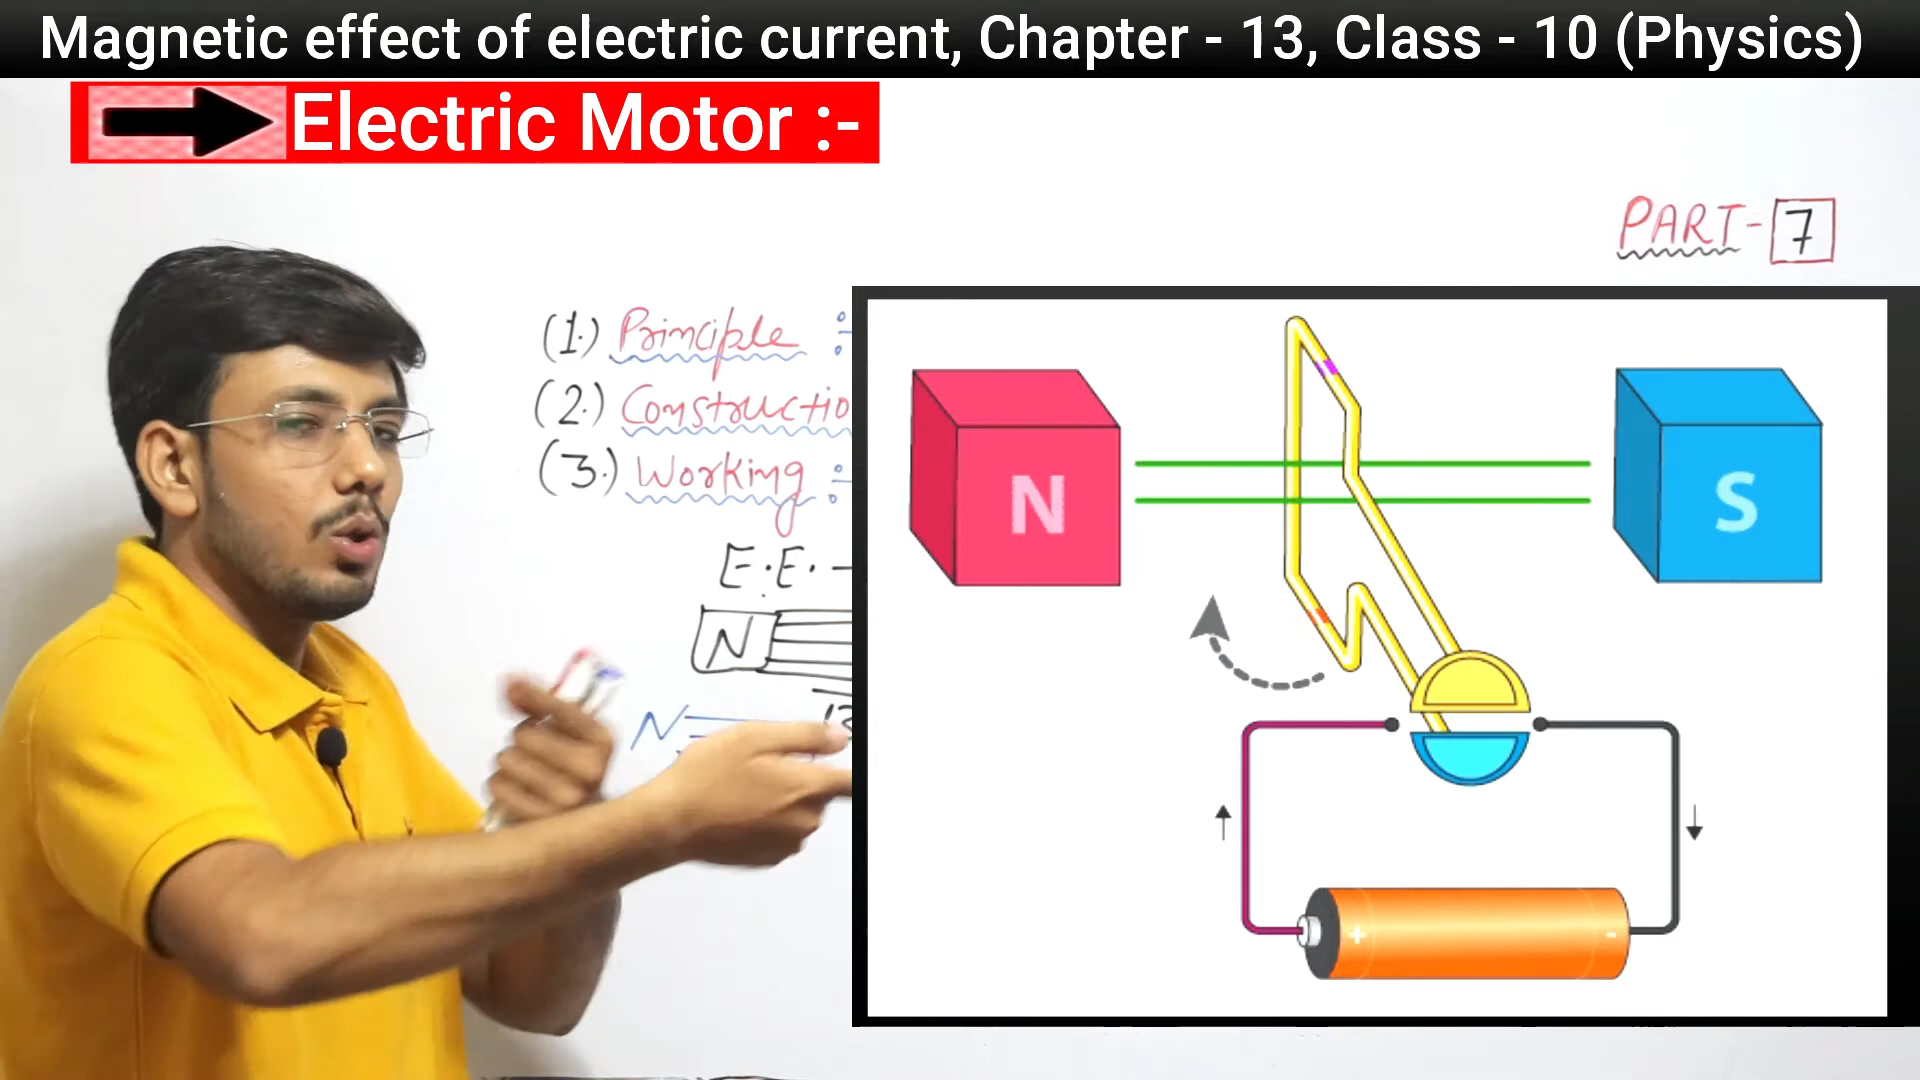 Magnetic effect of electric current, Chapter - 13, Class - 10 (Physics)
Electric Motor :-
PART-7
(1.) Principle :-
(2.) Constructio
(3.) Working :-
E.E. -
N
N
N
S
+ -